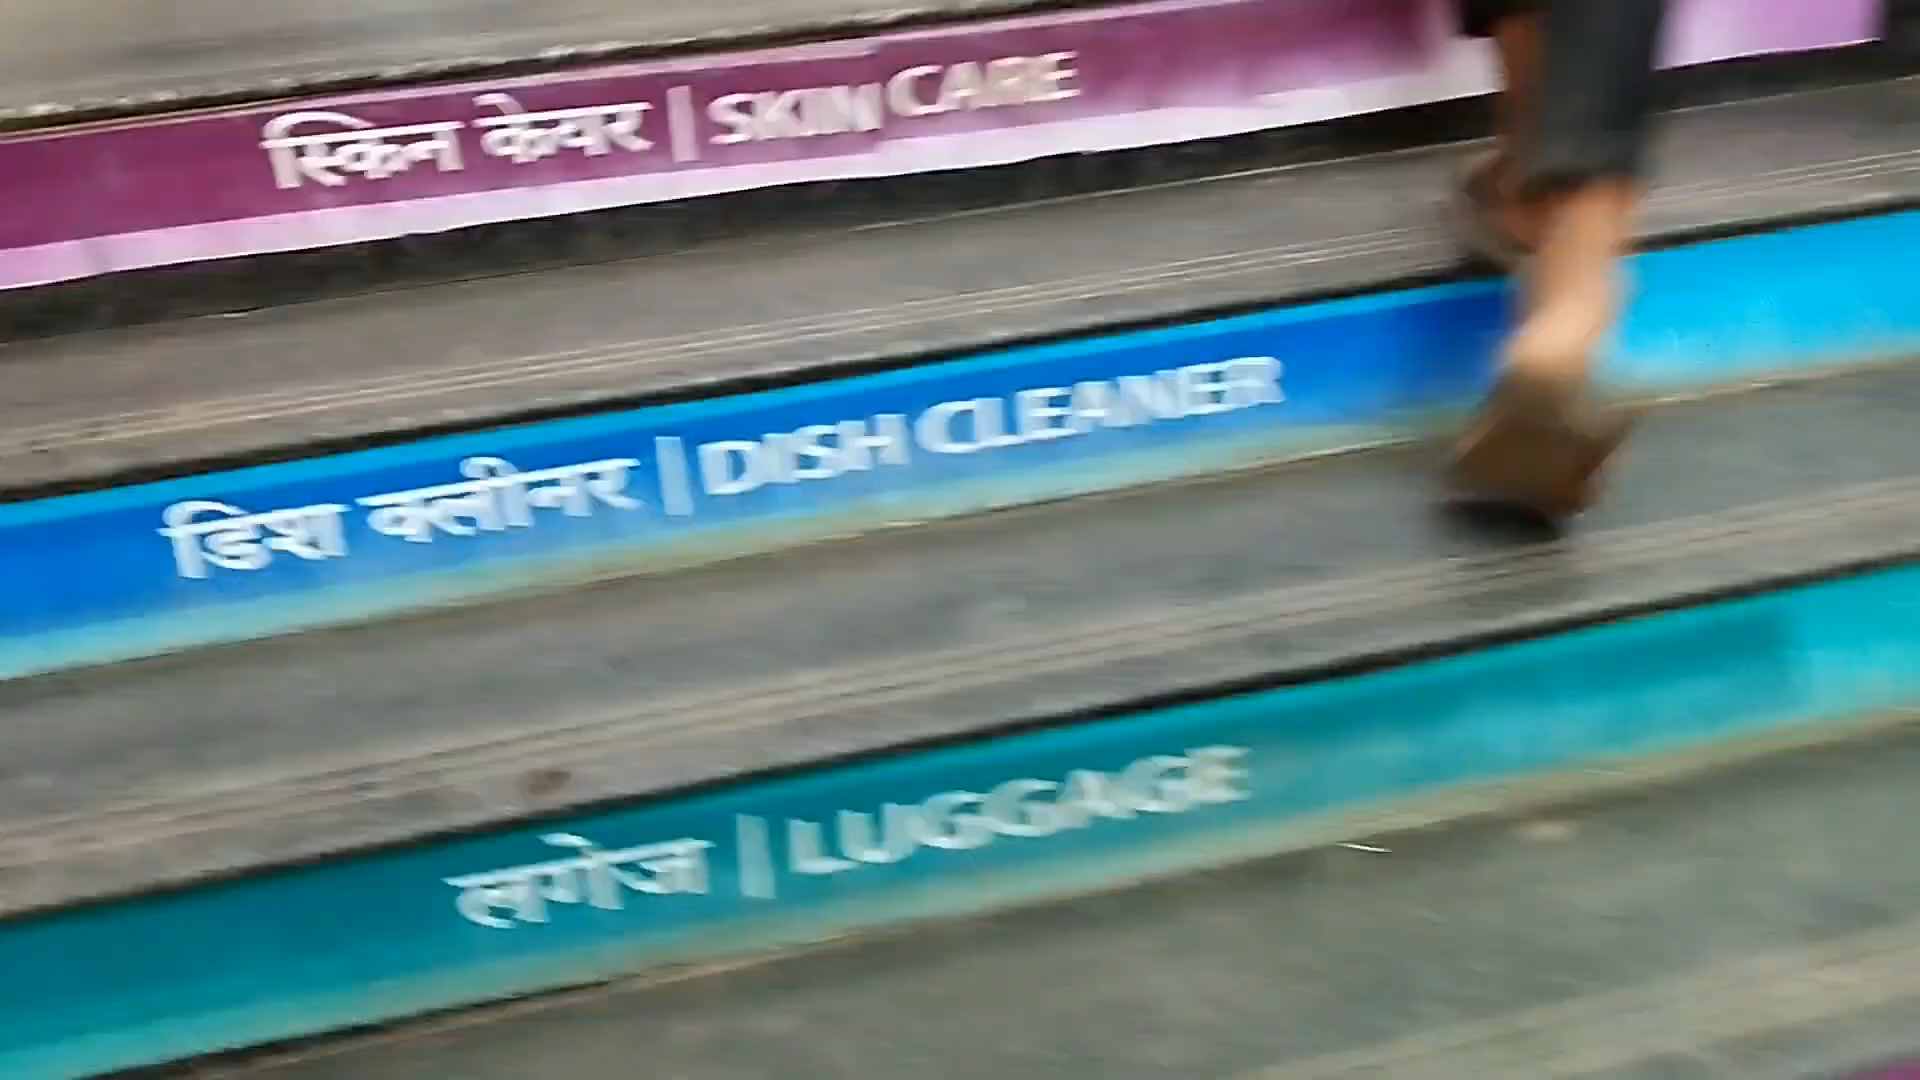 स्किन केयर | SKIN CARE
डिश क्लीनर | DISH CLEANER
लगेज | LUGGAGE